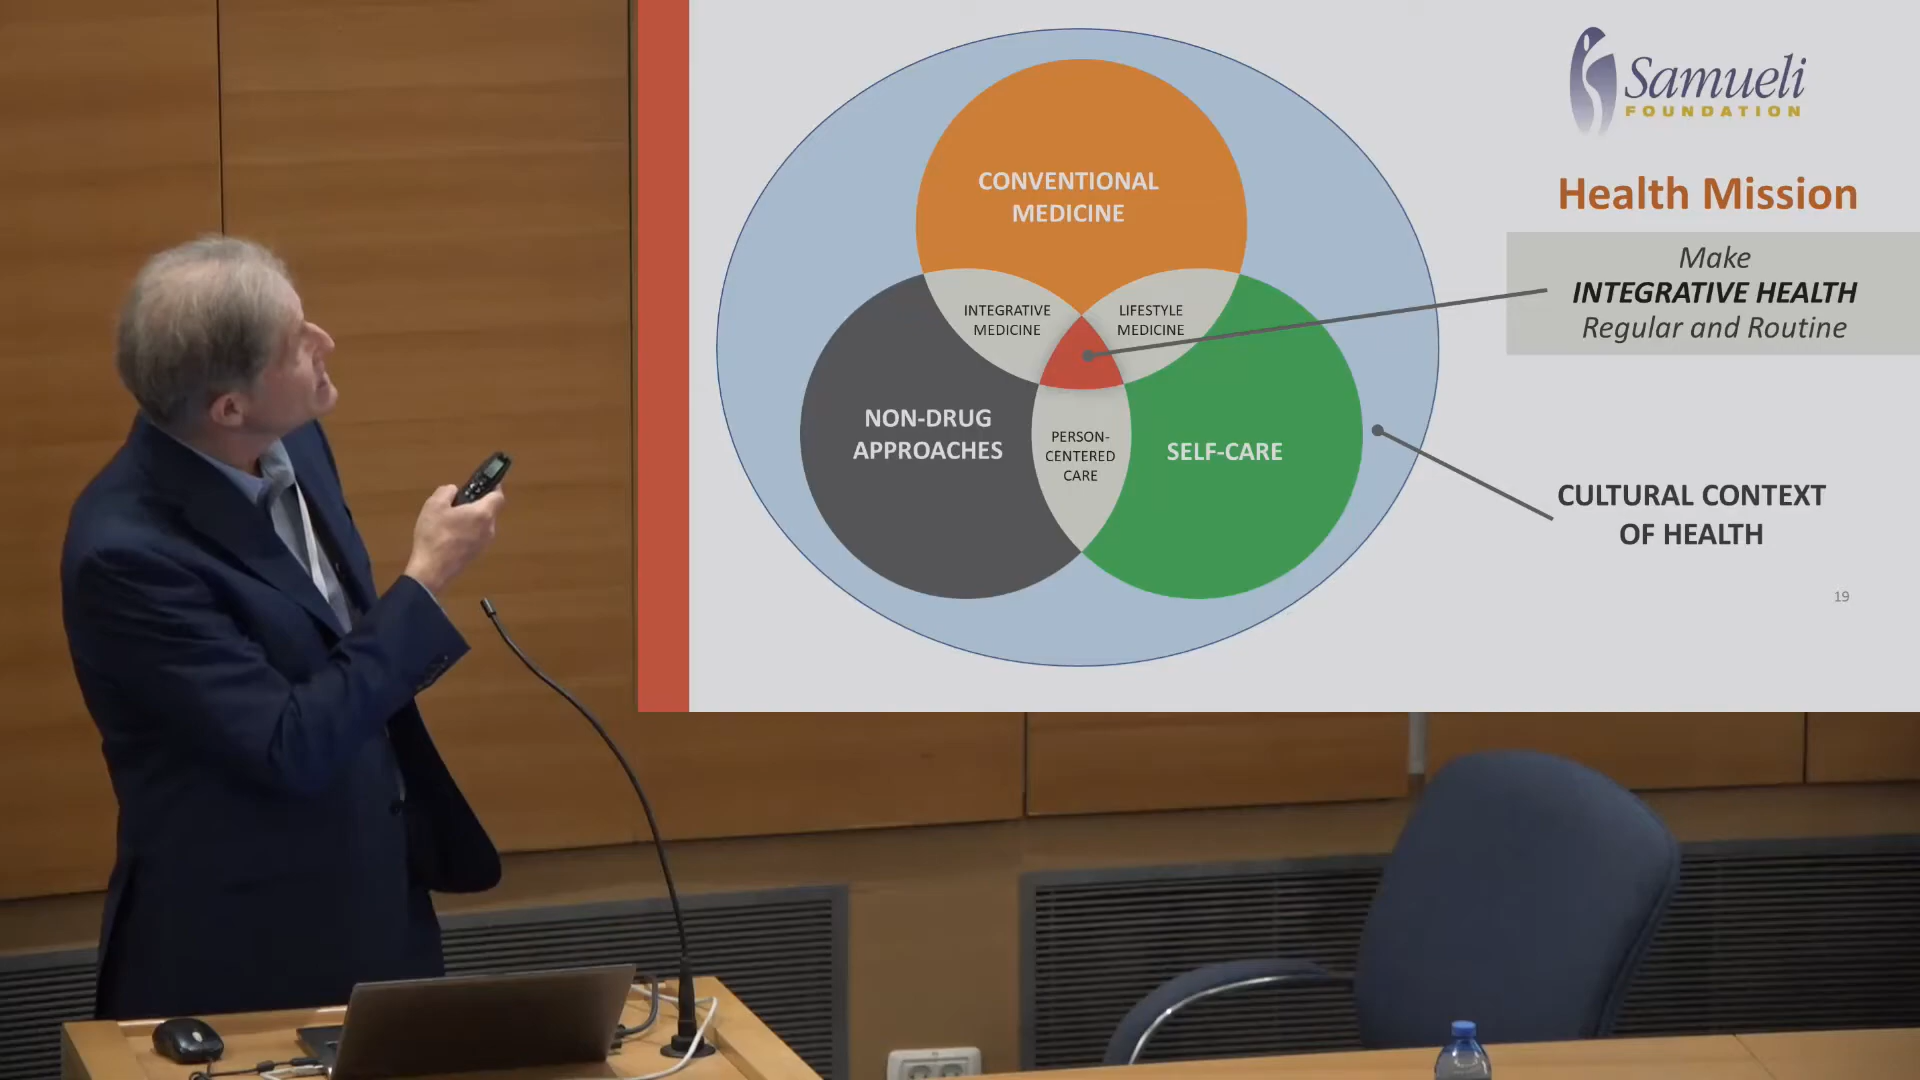 Samueli
FOUNDATION
Health Mission
Make
INTEGRATIVE HEALTH
Regular and Routine
CONVENTIONAL
MEDICINE
INTEGRATIVE
MEDICINE
LIFESTYLE
MEDICINE
NON-DRUG
APPROACHES
PERSON-
CENTERED
CARE
SELF-CARE
CULTURAL CONTEXT
OF HEALTH
19